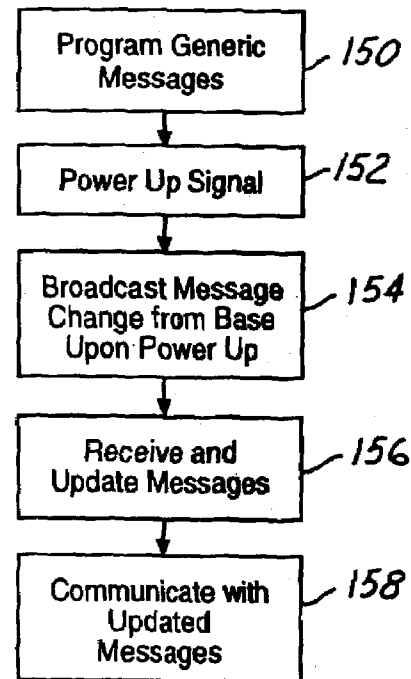 Program Generic
Messages
150
Power Up Signal
152
Broadcast Message
Change from Base
Upon Power Up
154
Receive and
Update Messages
156
Communicate with
Updated
Messages
158